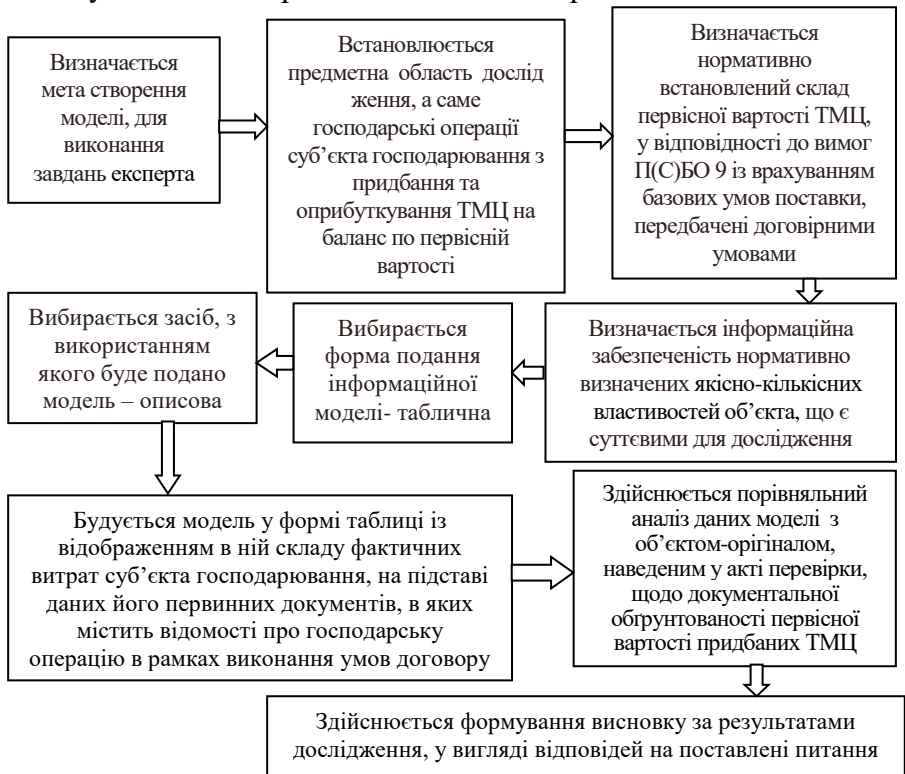 Визначається
мета створення
моделі, для
виконання
завдань експерта
Встановлюється
предметна область дослід
ження, а саме
господарські операції
суб’єкта господарювання з
придбання та
оприбуткування ТМЦ на
баланс по первісній
вартості
Визначається
нормативно
встановлений склад
первісної вартості ТМЦ,
у відповідності до вимог
П(С)БО 9 із врахуванням
базових умов поставки,
передбачені договірними
умовами
Визначається інформаційна
забезпеченість нормативно
визначених якісно-кількісних
властивостей об’єкта, що є
суттєвими для дослідження
Вибирається
форма подання
інформаційної
моделі- таблична
Вибирається засіб, з
використанням
якого буде подано
модель – описова
Будується модель у формі таблиці із
відображенням в ній складу фактичних
витрат суб’єкта господарювання, на підставі
даних його первинних документів, в яких
містить відомості про господарську
операцію в рамках виконання умов договору
Здійснюється порівняльний
аналіз даних моделі з
об’єктом-орігіналом,
наведеним у акті перевірки,
щодо документальної
обґрунтованості первісної
вартості придбаних ТМЦ
Здійснюється формування висновку за результатами
дослідження, у вигляді відповідей на поставлені питання